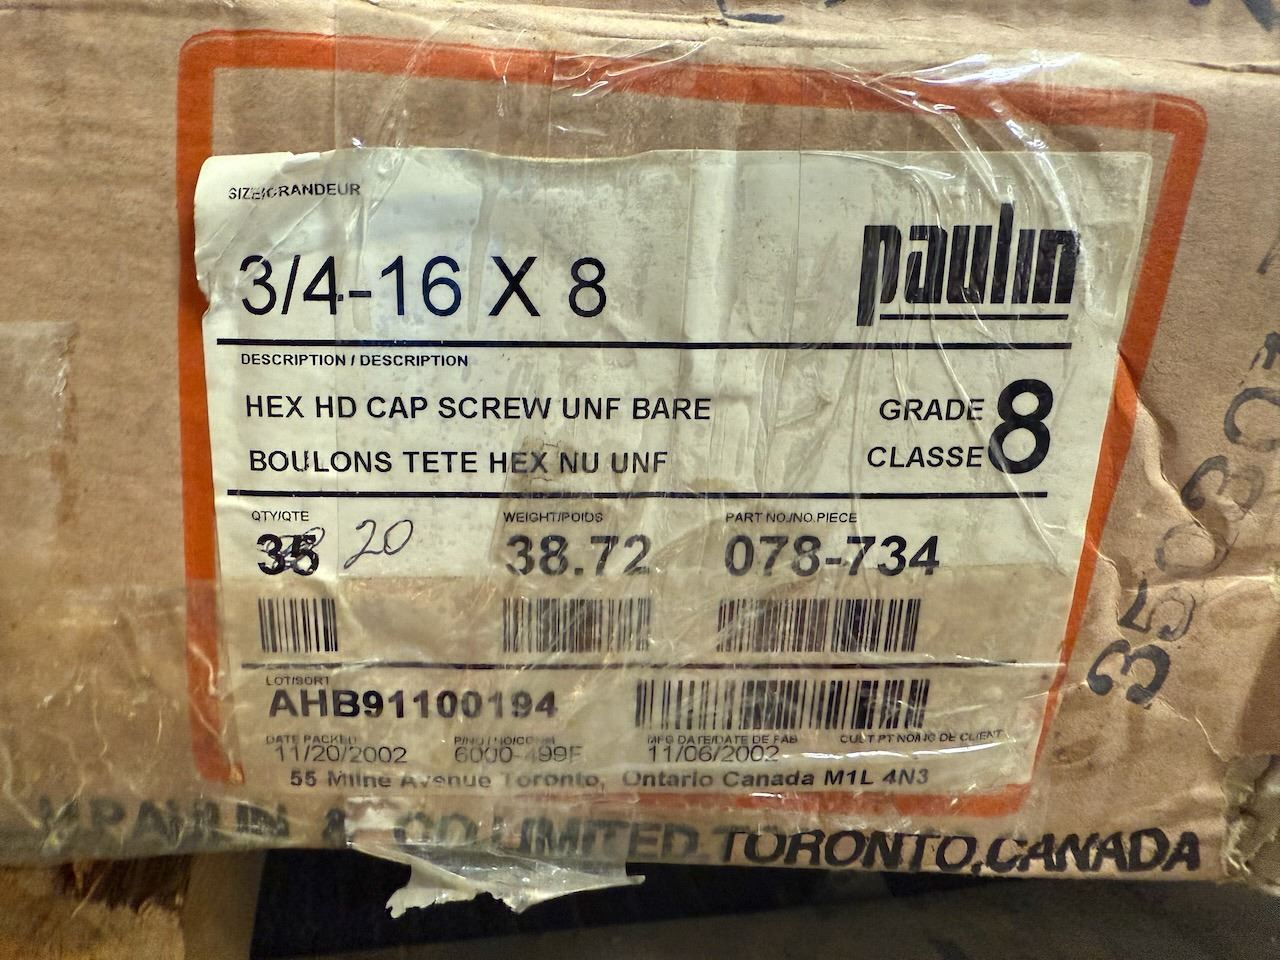 SIZE/GRANDEUR
paulin
3/4-16 X 8
DESCRIPTION / DESCRIPTION
HEX HD CAP SCREW UNF BARE
BOULONS TETE HEX NU UNF
GRADE
CLASSE
8
QTY/QTE
WEIGHT/POIDS
PART NO./NO.PIECE
35 20
38.72
078-734
LOT/SORT
AHB91100194
DATE PACKED
MFG DATE/DATE DE FAB
CUST PT NO/NO DE CLIENT
11/20/2002
6000-499F
11/06/2002
55 Milne Avenue Toronto, Ontario Canada M1L 4N3
H.PAULIN & CO.LIMITED.TORONTO,CANADA